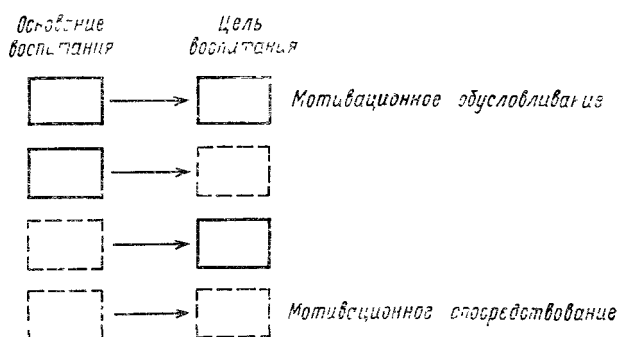 Основание
воспитания
Цель
воспитания
Мотивационное обусловливание
Мотивационное опосредствование